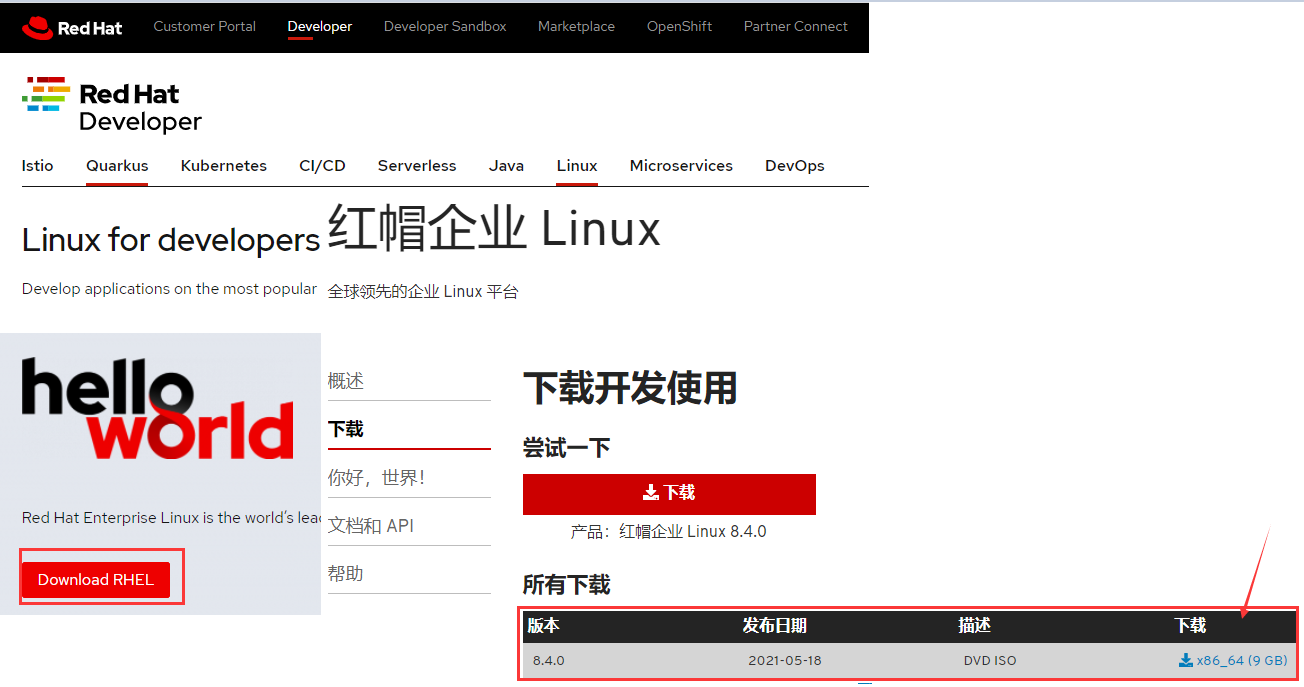 Red Hat Customer Portal Developer Developer Sandbox Marketplace OpenShift Partner Connect
Red Hat
Developer
Istio Quarkus Kubernetes CI/CD Serverless Java Linux Microservices DevOps
Linux for developers
Develop applications on the most popular
hello
world
Red Hat Enterprise Linux is the world's lea
Download RHEL
红帽企业 Linux
全球领先的企业 Linux 平台
概述
下载
你好，世界！
文档和 API
帮助
下载开发使用
尝试一下
下载
产品：红帽企业 Linux 8.4.0
所有下载
版本 发布日期 描述 下载
8.4.0 2021-05-18 DVD ISO x86_64 (9 GB)